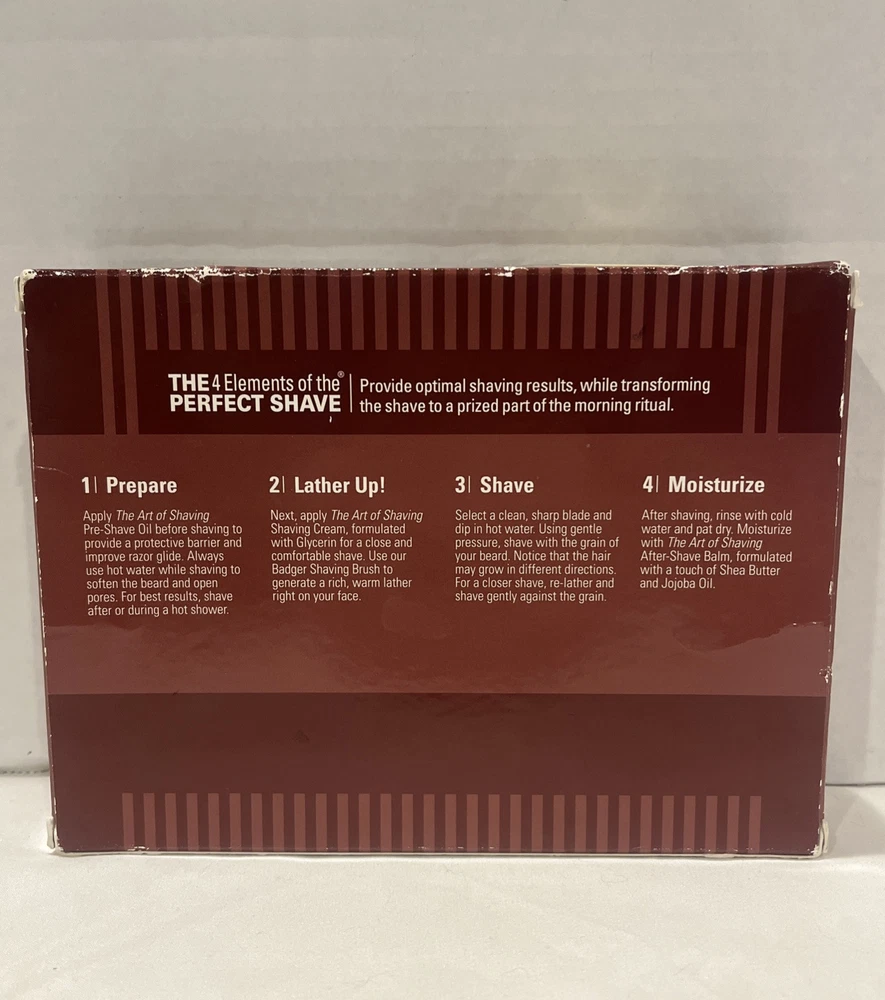 THE 4 Elements of the®
PERFECT SHAVE
Provide optimal shaving results, while transforming
the shave to a prized part of the morning ritual.
1| Prepare
Apply The Art of Shaving
Pre-Shave Oil before shaving to
provide a protective barrier and
improve razor glide. Always
use hot water while shaving to
soften the beard and open
pores. For best results, shave
after or during a hot shower.
2| Lather Up!
Next, apply The Art of Shaving
Shaving Cream, formulated
with Glycerin for a close and
comfortable shave. Use our
Badger Shaving Brush to
generate a rich, warm lather
right on your face.
3| Shave
Select a clean, sharp blade and
dip in hot water. Using gentle
pressure, shave with the grain of
your beard. Notice that the hair
may grow in different directions.
For a closer shave, re-lather and
shave gently against the grain.
4| Moisturize
After shaving, rinse with cold
water and pat dry. Moisturize
with The Art of Shaving
After-Shave Balm, formulated
with a touch of Shea Butter
and Jojoba Oil.